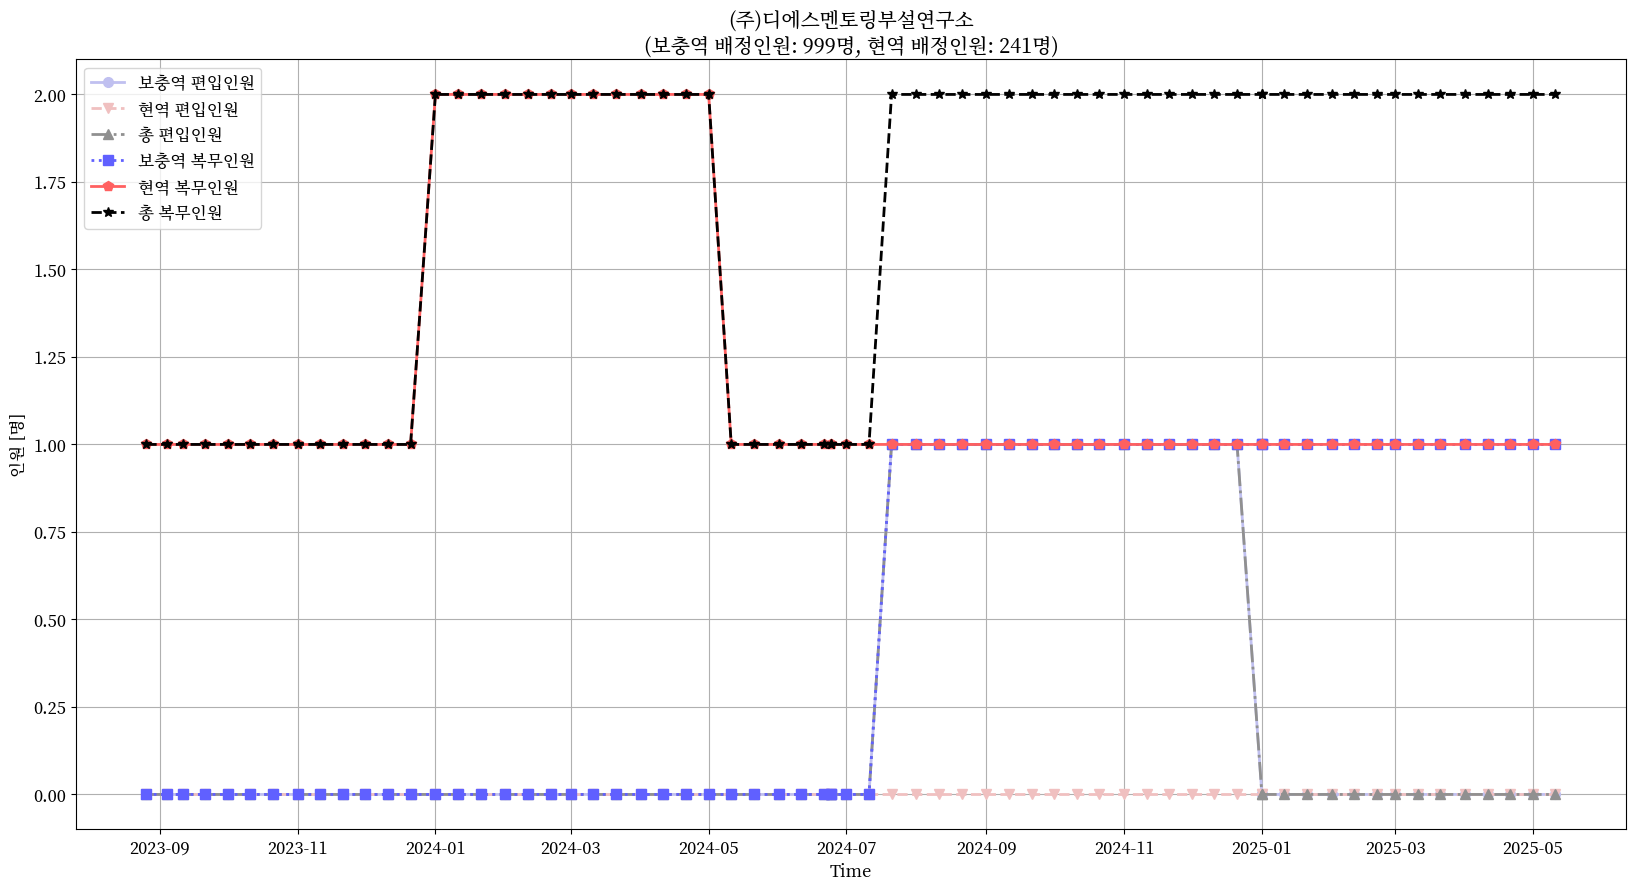 (주)디에스멘토링부설연구소
(보충역 배정인원: 999명, 현역 배정인원: 241명)
보충역 편입인원
현역 편입인원
총 편입인원
보충역 복무인원
현역 복무인원
총 복무인원
2.00
1.75
1.50
1.25
1.00
0.75
0.50
0.25
0.00
인원 [명]
2023-09 2023-11 2024-01 2024-03 2024-05 2024-07 2024-09 2024-11 2025-01 2025-03 2025-05
Time